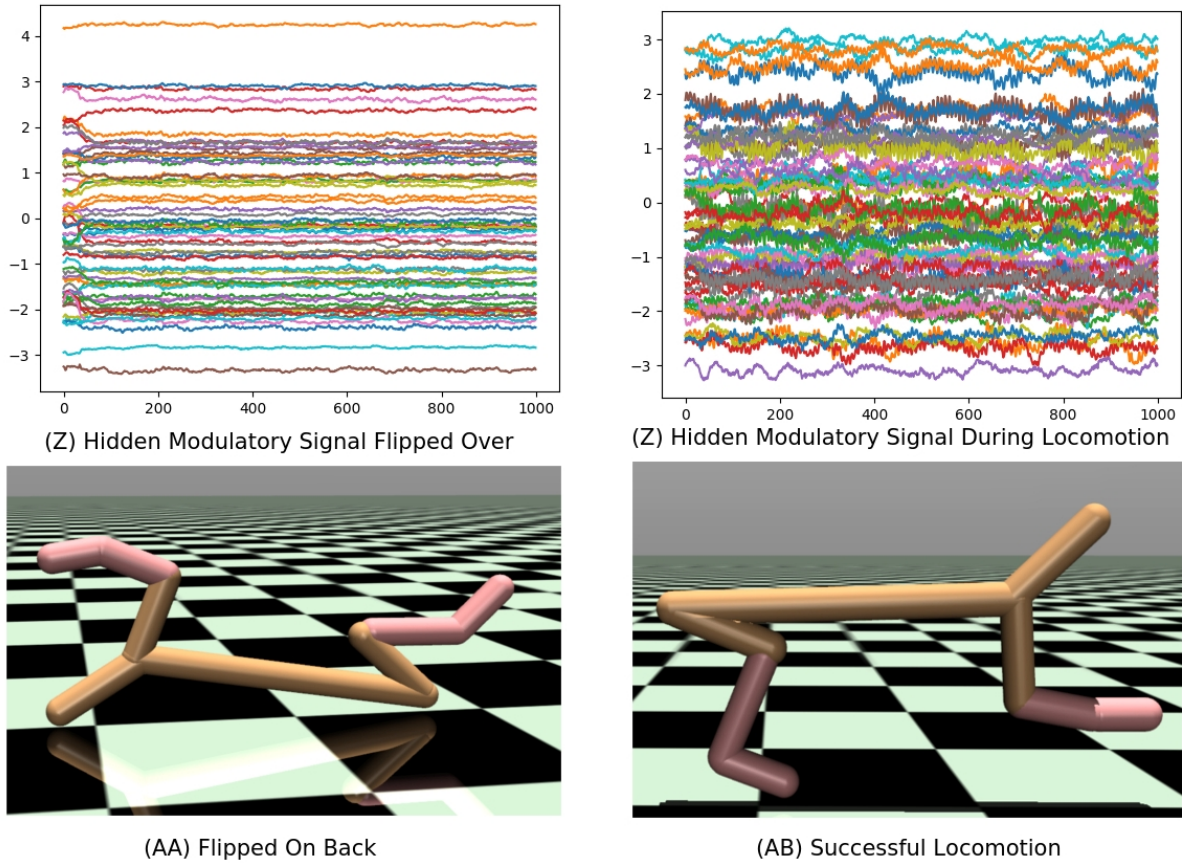 4
3
2
1
0
−1
−2
−3
0 200 400 600 800 1000
(Z) Hidden Modulatory Signal Flipped Over
3
2
1
0
−1
−2
−3
0 200 400 600 800 1000
(Z) Hidden Modulatory Signal During Locomotion
(AA) Flipped On Back
(AB) Successful Locomotion